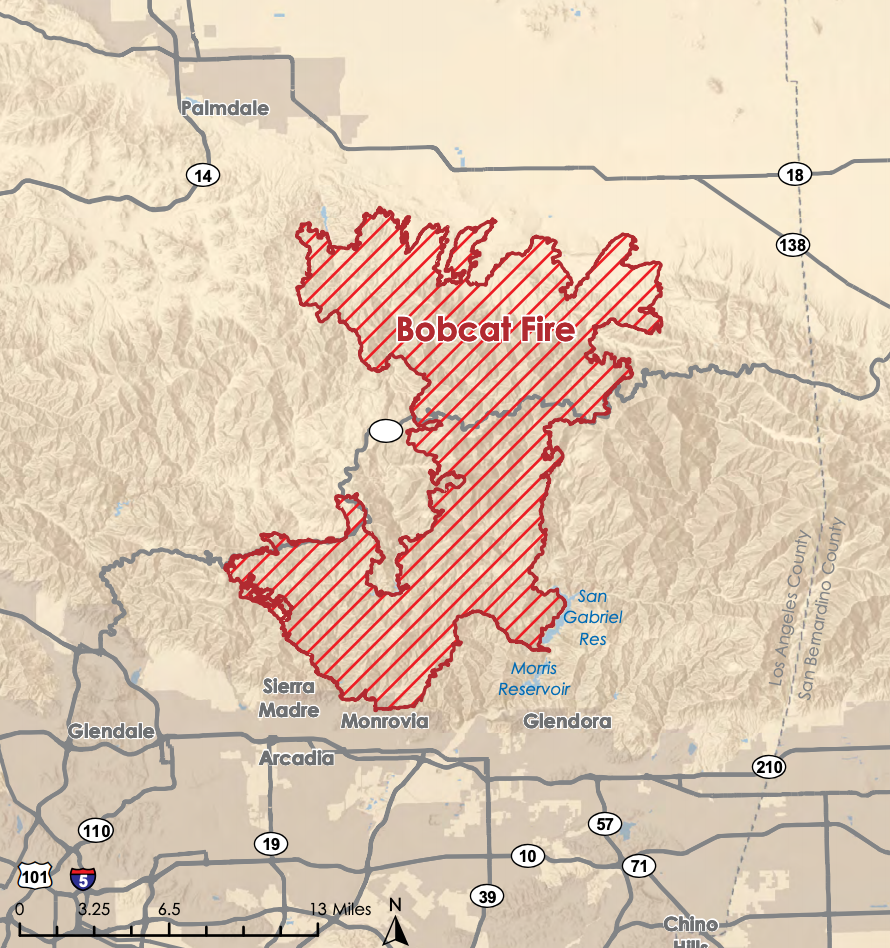 Palmdale
14
18
138
Bobcat Fire
San
Gabriel
Res
Los Angeles County
San Bernardino County
Morris
Reservoir
Sierra
Madre
Monrovia
Glendora
Glendale
Arcadia
210
110
19
57
10
71
101
5
39
0
3.25
6.5
13 Miles
N
Chino
Hills